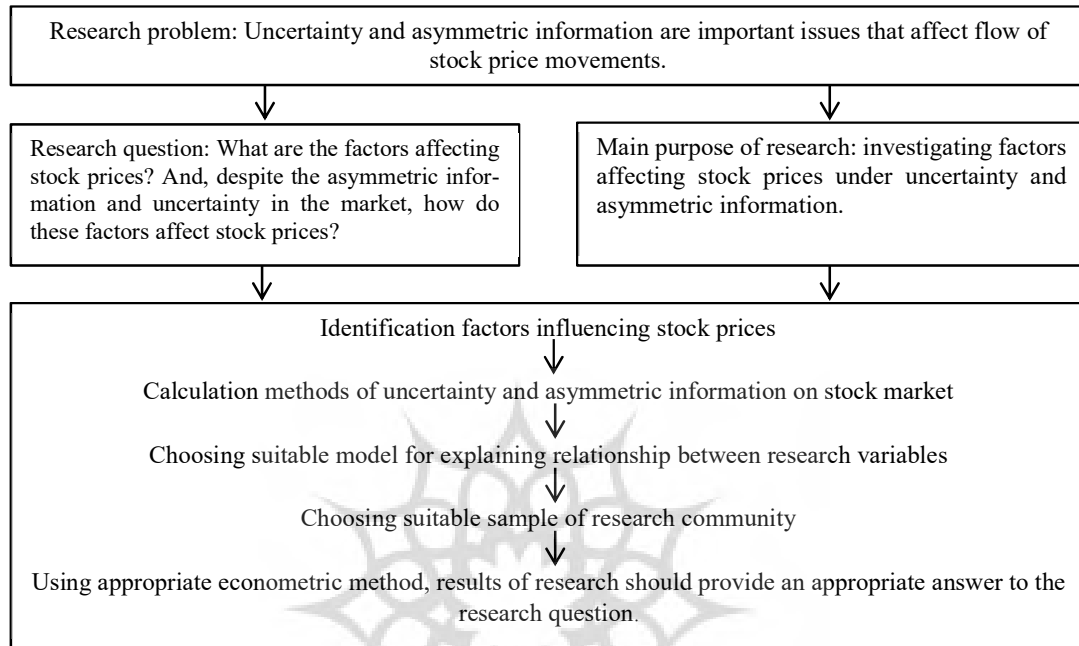 Research problem: Uncertainty and asymmetric information are important issues that affect flow of
stock price movements.
Research question: What are the factors affecting
stock prices? And, despite the asymmetric infor-
mation and uncertainty in the market, how do
these factors affect stock prices?
Main purpose of research: investigating factors
affecting stock prices under uncertainty and
asymmetric information.
Identification factors influencing stock prices
Calculation methods of uncertainty and asymmetric information on stock market
Choosing suitable model for explaining relationship between research variables
Choosing suitable sample of research community
Using appropriate econometric method, results of research should provide an appropriate answer to the
research question.